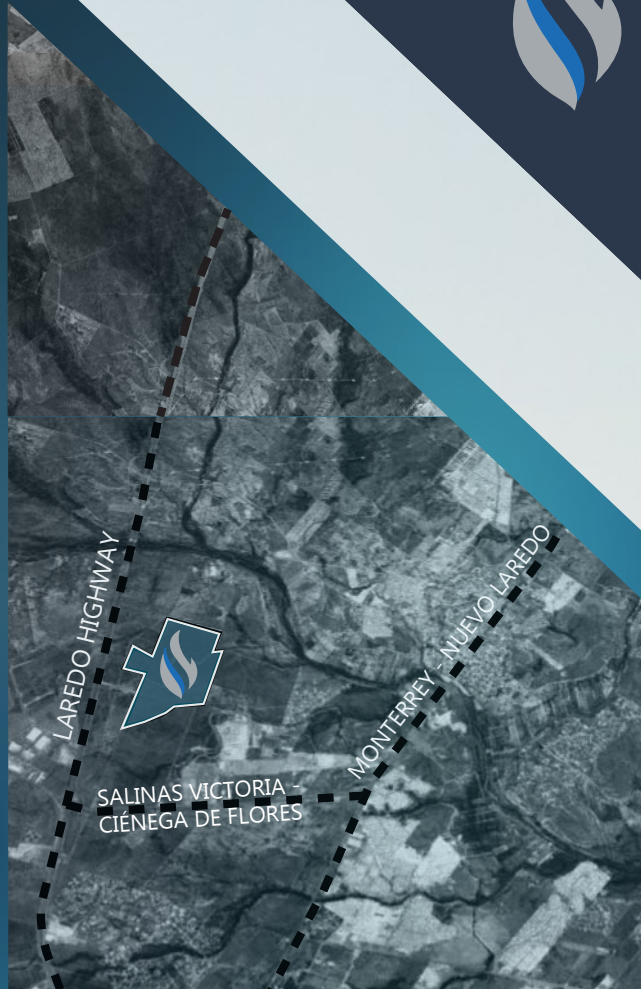 LAREDO HIGHWAY
MONTERREY - NUEVO LAREDO
SALINAS VICTORIA -
CIÉNEGA DE FLORES